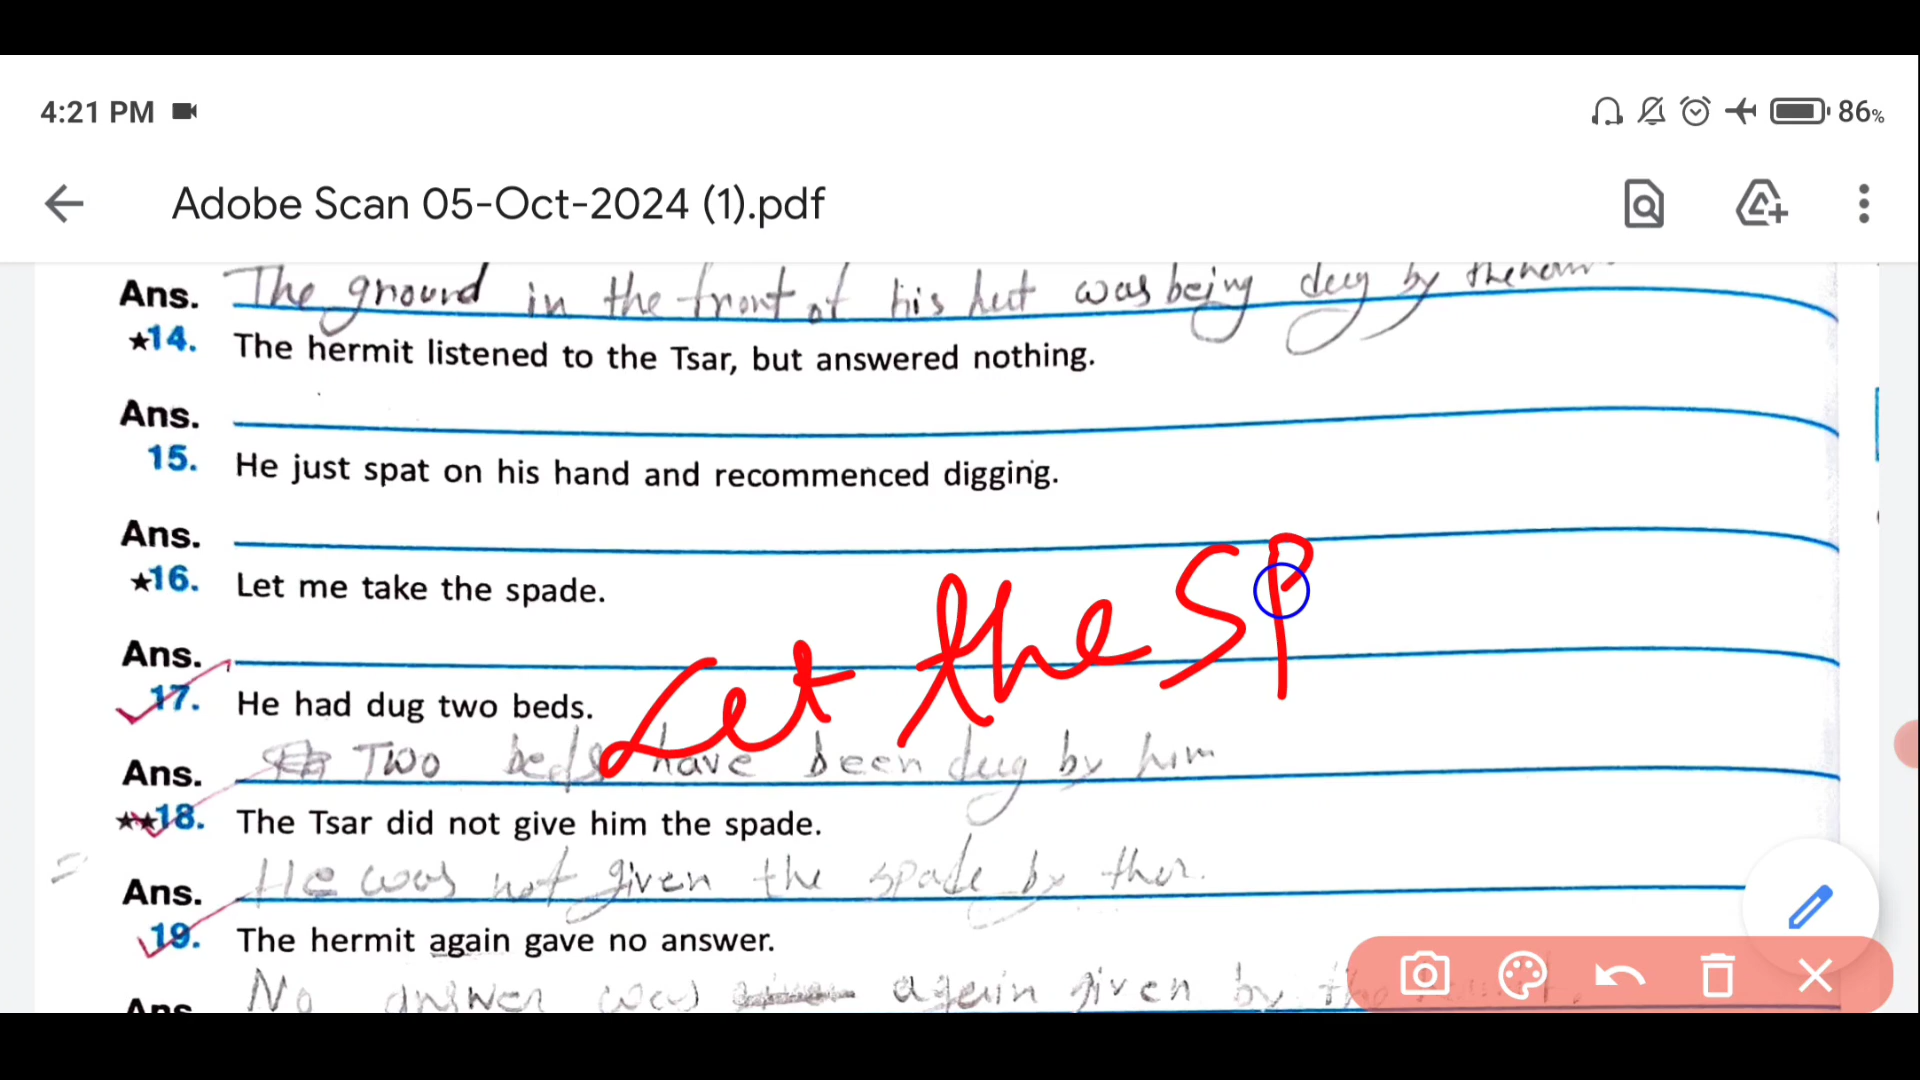 4:21 PM 86%
Adobe Scan 05-Oct-2024 (1).pdf
Ans. The ground in the front of his hut was being dug by
★14. The hermit listened to the Tsar, but answered nothing.
Ans.
15. He just spat on his hand and recommenced digging.
Ans.
★16. Let me take the spade.
Let the SP
Ans.
17. He had dug two beds.
Ans. Two beds have been dug by him
★★18. The Tsar did not give him the spade.
Ans. He was not given the spade by
19. The hermit again gave no answer.
Ans No answer was again given by